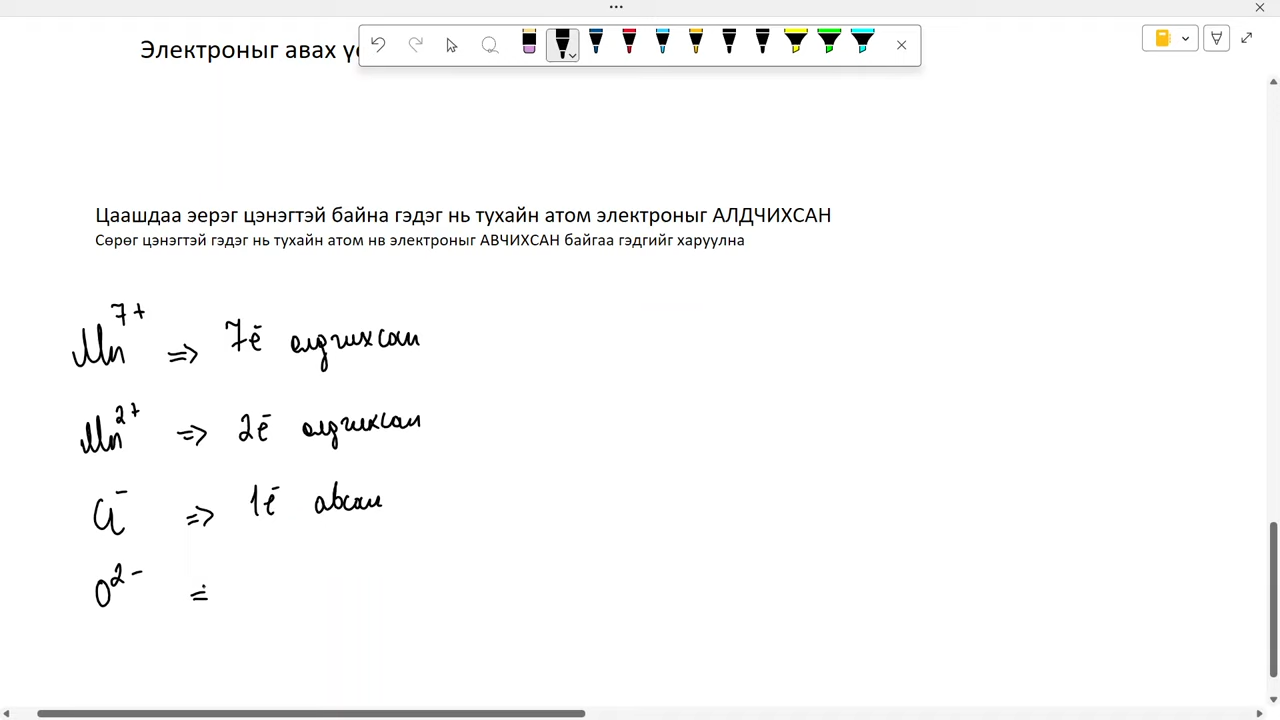 Электроныг авах
Цаашдаа эерэг цэнэгтэй байна гэдэг нь тухайн атом электроныг АЛДЧИХСАН
Сөрөг цэнэгтэй гэдэг нь тухайн атом нв электроныг АВЧИХСАН байгаа гэдгийг харуулна
Mn⁷⁺ => 7ē алдчихсан
Mn²⁺ => 2ē алдчихсан
Cl⁻ => 1ē авсан
O²⁻ =